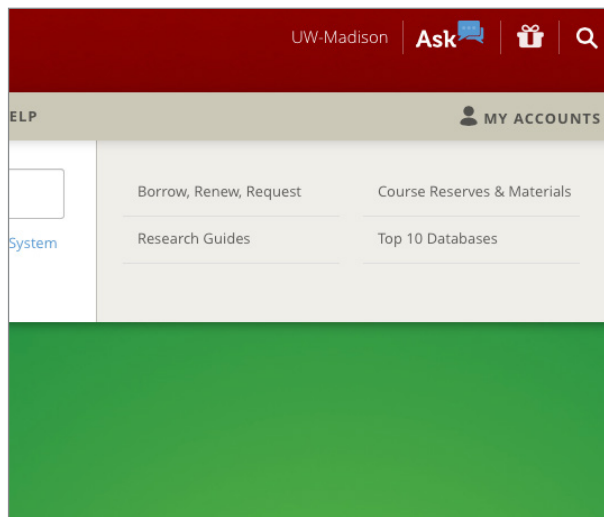 UW-Madison Ask
ELP MY ACCOUNTS
Borrow, Renew, Request Course Reserves & Materials
System
Research Guides Top 10 Databases